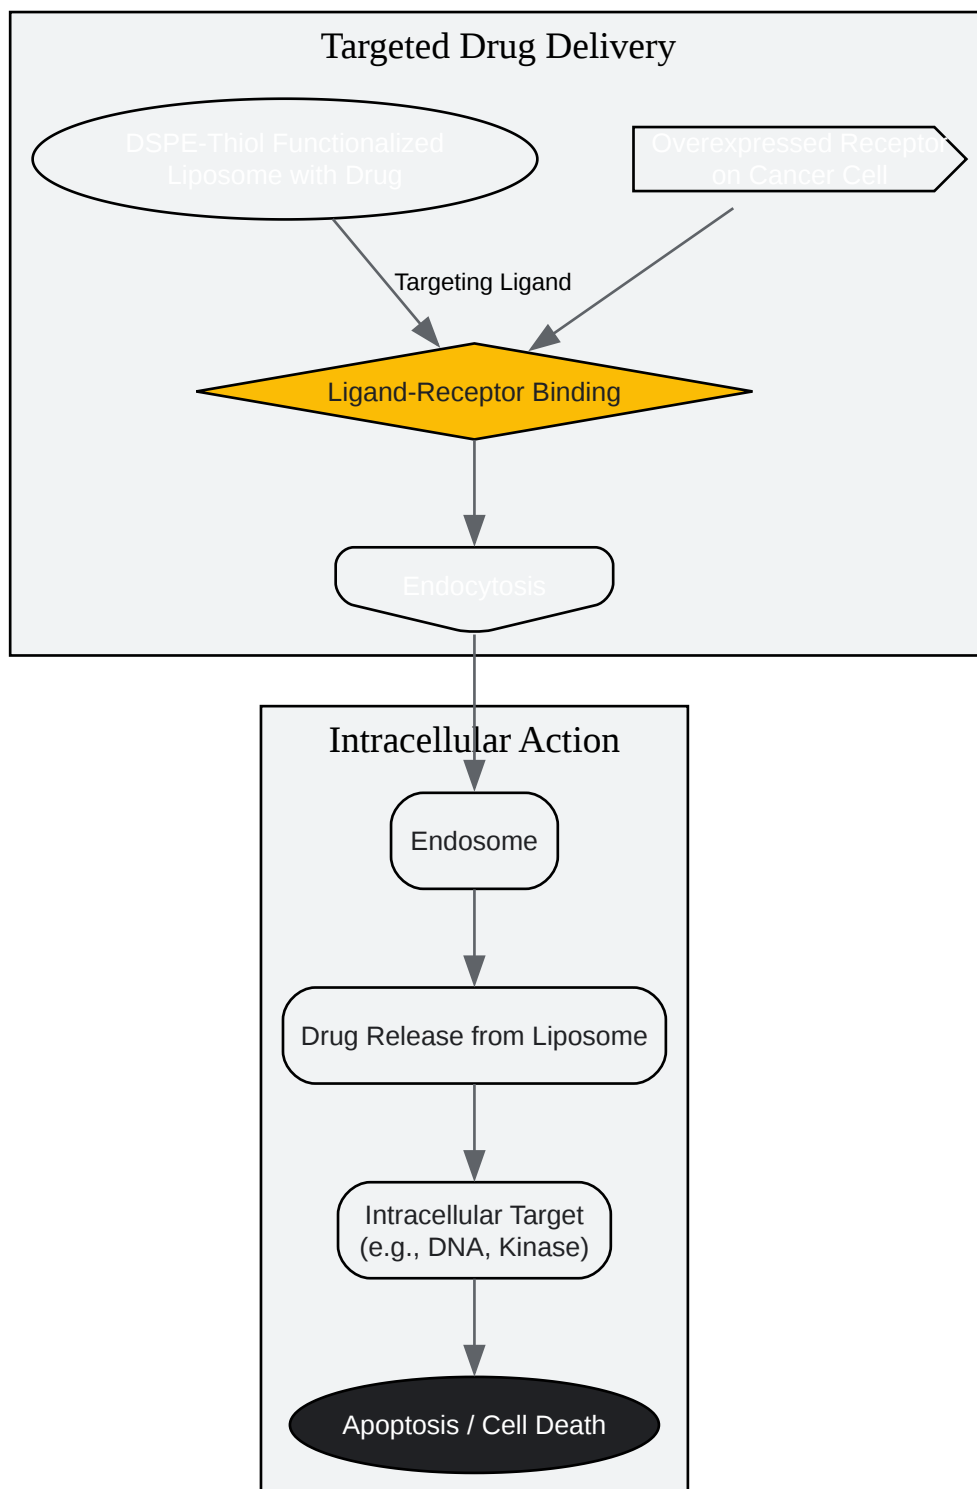 Targeted Drug Delivery
DSPE-Thiol Functionalized
Liposome with Drug
Overexpressed Receptor
on Cancer Cell
Targeting Ligand
Ligand-Receptor Binding
Endocytosis
Intracellular Action
Endosome
Drug Release from Liposome
Intracellular Target
(e.g., DNA, Kinase)
Apoptosis / Cell Death